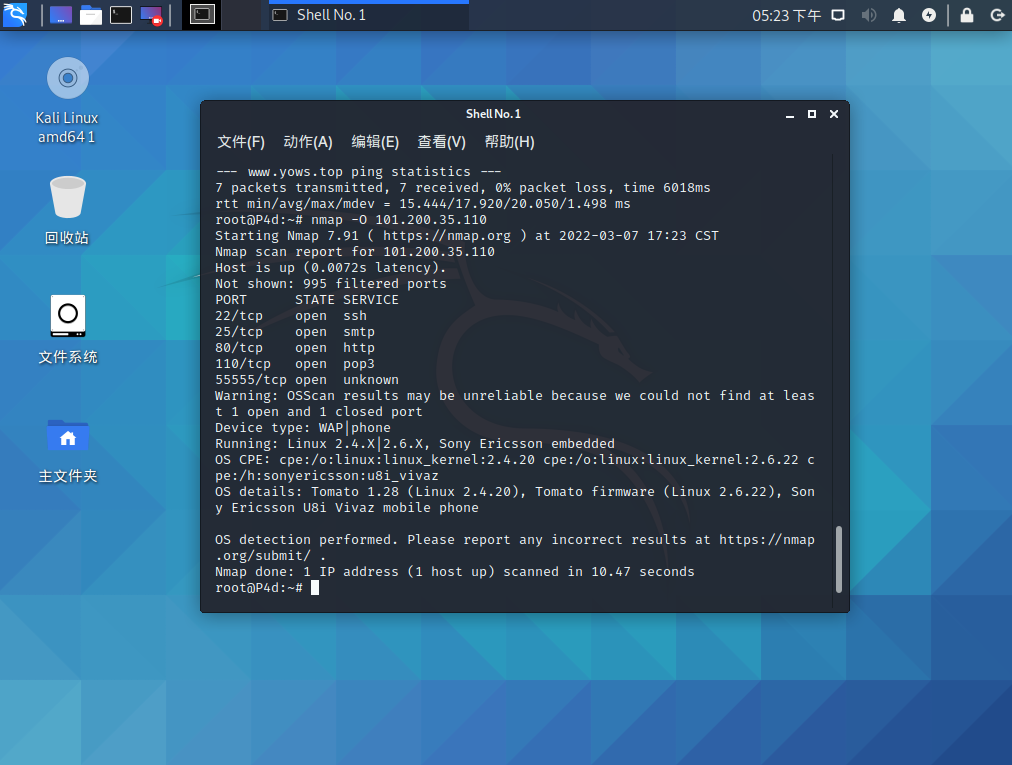 Shell No. 1
05:23 下午
Kali Linux
amd64 1
回收站
文件系统
主文件夹
Shell No. 1
文件(F) 动作(A) 编辑(E) 查看(V) 帮助(H)
--- www.yows.top ping statistics ---
7 packets transmitted, 7 received, 0% packet loss, time 6018ms
rtt min/avg/max/mdev = 15.444/17.920/20.050/1.498 ms
root@P4d:~# nmap -O 101.200.35.110
Starting Nmap 7.91 ( https://nmap.org ) at 2022-03-07 17:23 CST
Nmap scan report for 101.200.35.110
Host is up (0.0072s latency).
Not shown: 995 filtered ports
PORT      STATE SERVICE
22/tcp    open  ssh
25/tcp    open  smtp
80/tcp    open  http
110/tcp   open  pop3
55555/tcp open  unknown
Warning: OSScan results may be unreliable because we could not find at leas
t 1 open and 1 closed port
Device type: WAP|phone
Running: Linux 2.4.X|2.6.X, Sony Ericsson embedded
OS CPE: cpe:/o:linux:linux_kernel:2.4.20 cpe:/o:linux:linux_kernel:2.6.22 c
pe:/h:sonyericsson:u8i_vivaz
OS details: Tomato 1.28 (Linux 2.4.20), Tomato firmware (Linux 2.6.22), Son
y Ericsson U8i Vivaz mobile phone
OS detection performed. Please report any incorrect results at https://nmap
.org/submit/ .
Nmap done: 1 IP address (1 host up) scanned in 10.47 seconds
root@P4d:~#